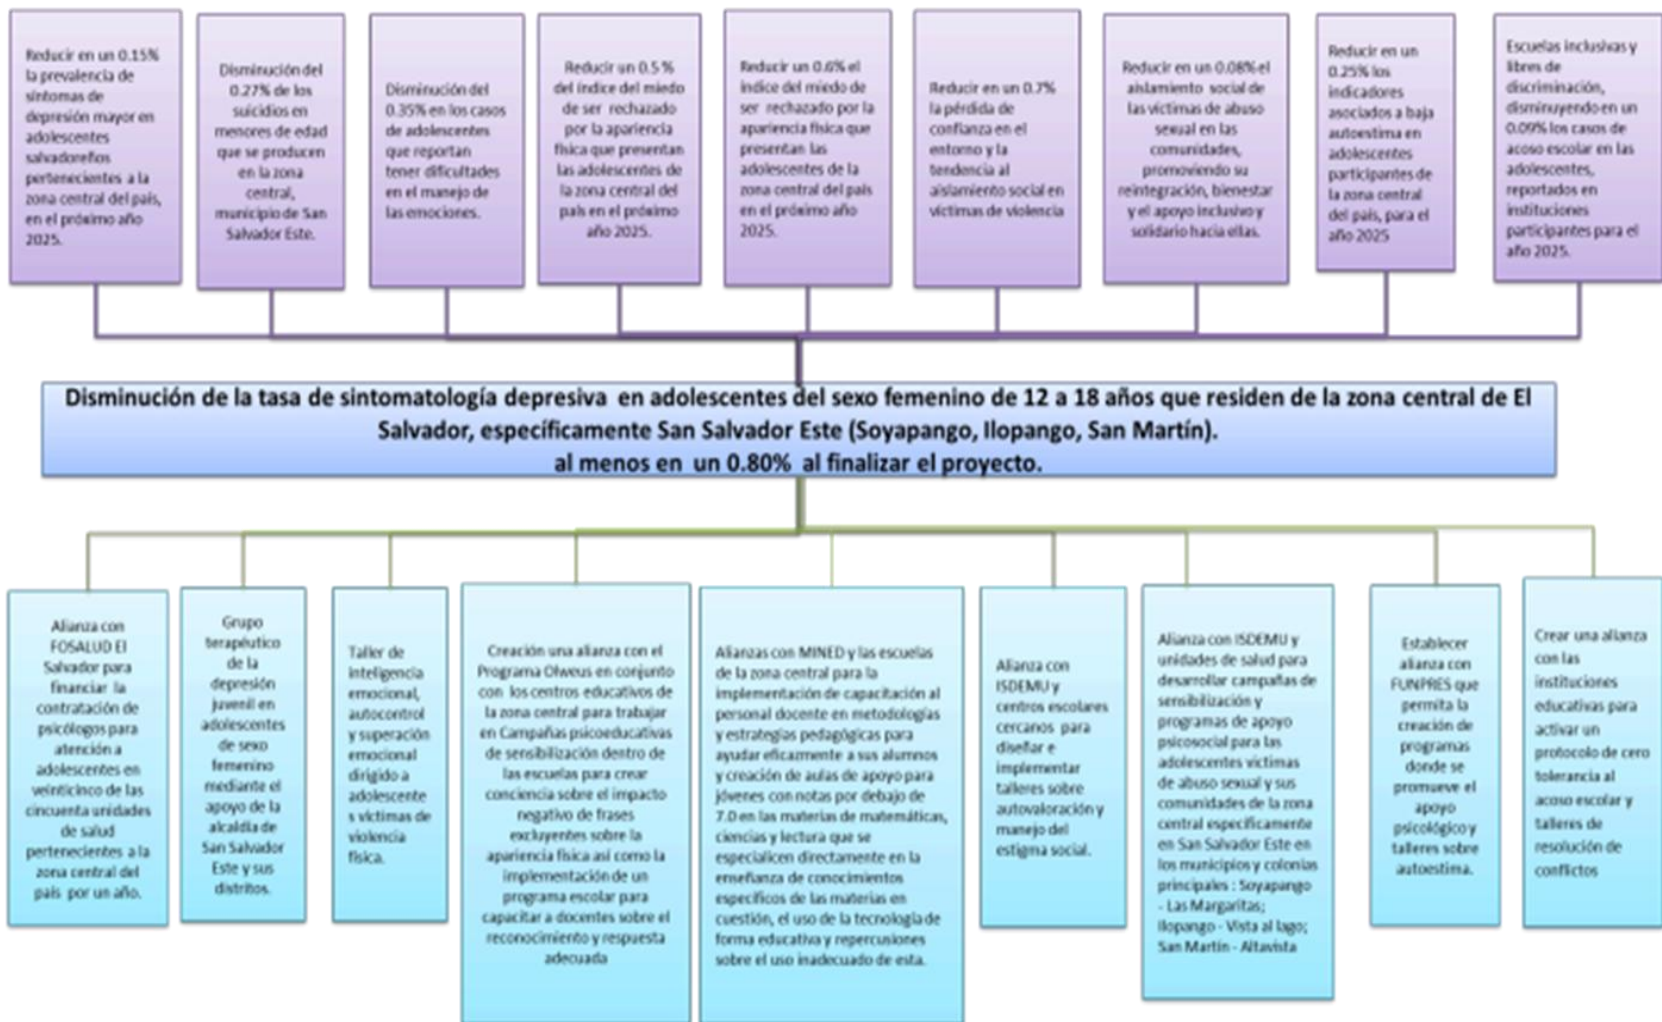 Reducir en un 0.15%
la prevalencia de
síntomas de
depresión mayor en
adolescentes
salvadoreños
pertenecientes a la
zona central del país,
en el próximo año
2025.
Disminución del
0.27% de los
suicidios en
menores de edad
que se producen
en la zona
central,
municipio de San
Salvador Este.
Disminución del
0.35% en los casos
de adolescentes
que reportan
tener dificultades
en el manejo de
las emociones.
Reducir un 0.5 %
del índice del miedo
de ser rechazado
por la apariencia
física que presentan
las adolescentes de
la zona central del
país en el próximo
año 2025.
Reducir un 0.6% el
índice del miedo de
ser rechazado por la
apariencia física que
presentan las
adolescentes de la
zona central del país
en el próximo año
2025.
Reducir en un 0.7%
la pérdida de
confianza en el
entorno y la
tendencia al
aislamiento social en
víctimas de violencia
Reducir en un 0.08% el
aislamiento social de
las víctimas de abuso
sexual en las
comunidades,
promoviendo su
reintegración, bienestar
y el apoyo inclusivo y
solidario hacia ellas.
Reducir en un
0.25% los
indicadores
asociados a baja
autoestima en
adolescentes
participantes de
la zona central
del país, para el
año 2025
Escuelas inclusivas y
libres de
discriminación,
disminuyendo en un
0.09% los casos de
acoso escolar en las
adolescentes,
reportados en
instituciones
participantes para el
año 2025.
Disminución de la tasa de sintomatología depresiva en adolescentes del sexo femenino de 12 a 18 años que residen de la zona central de El
Salvador, específicamente San Salvador Este (Soyapango, Ilopango, San Martín).
al menos en un 0.80% al finalizar el proyecto.
Alianza con
FOSALUD El
Salvador para
financiar la
contratación de
psicólogos para
atención a
adolescentes en
veinticinco de las
cincuenta unidades
de salud
pertenecientes a la
zona central del
país por un año.
Grupo
terapéutico
de la
depresión
juvenil en
adolescentes
de sexo
femenino
mediante el
apoyo de la
alcaldía de
San Salvador
Este y sus
distritos.
Taller de
inteligencia
emocional,
autocontrol
y superación
emocional
dirigido a
adolescente
s víctimas de
violencia
física.
Creación una alianza con el
Programa Olweus en conjunto
con los centros educativos de
la zona central para trabajar
en Campañas psicoeducativas
de sensibilización dentro de
las escuelas para crear
conciencia sobre el impacto
negativo de frases
excluyentes sobre la
apariencia física así como la
implementación de un
programa escolar para
capacitar a docentes sobre el
reconocimiento y respuesta
adecuada
Alianzas con MINED y las escuelas
de la zona central para la
implementación de capacitación al
personal docente en metodologías
y estrategias pedagógicas para
ayudar eficazmente a sus alumnos
y creación de aulas de apoyo para
jóvenes con notas por debajo de
7.0 en las materias de matemáticas,
ciencias y lectura que se
especialicen directamente en la
enseñanza de conocimientos
específicos de las materias en
cuestión, el uso de la tecnología de
forma educativa y repercusiones
sobre el uso inadecuado de esta.
Alianza con
ISDEMU y
centros escolares
cercanos para
diseñar e
implementar
talleres sobre
autovaloración y
manejo del
estigma social.
Alianza con ISDEMU y
unidades de salud para
desarrollar campañas de
sensibilización y
programas de apoyo
psicosocial para las
adolescentes víctimas
de abuso sexual y sus
comunidades de la zona
central específicamente
en San Salvador Este en
los municipios y colonias
principales : Soyapango
- Las Margaritas;
Ilopango - Vista al lago;
San Martín - Altavista
Establecer
alianza con
FUNPRES que
permita la
creación de
programas
donde se
promueve el
apoyo
psicológico y
talleres sobre
autoestima.
Crear una alianza
con las
instituciones
educativas para
activar un
protocolo de cero
tolerancia al
acoso escolar y
talleres de
resolución de
conflictos